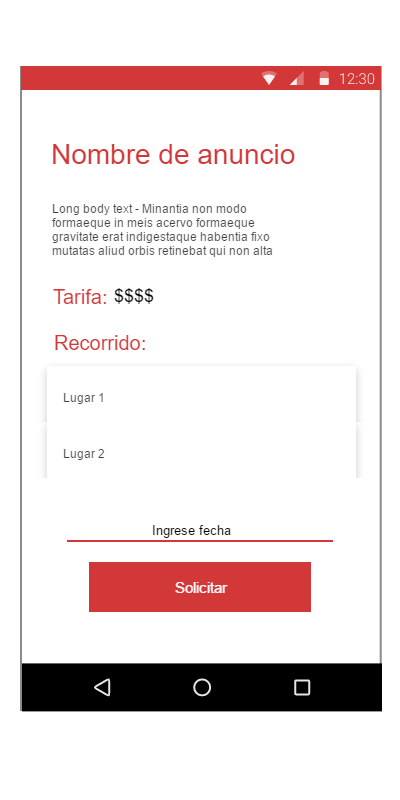 12:30
Nombre de anuncio
Long body text - Minantia non modo
formaeque in meis acervo formaeque
gravitate erat indigestaque habentia fixo
mutatas aliud orbis retinebat qui non alta
Tarifa: $$$$
Recorrido:
Lugar 1
Lugar 2
Ingrese fecha
Solicitar